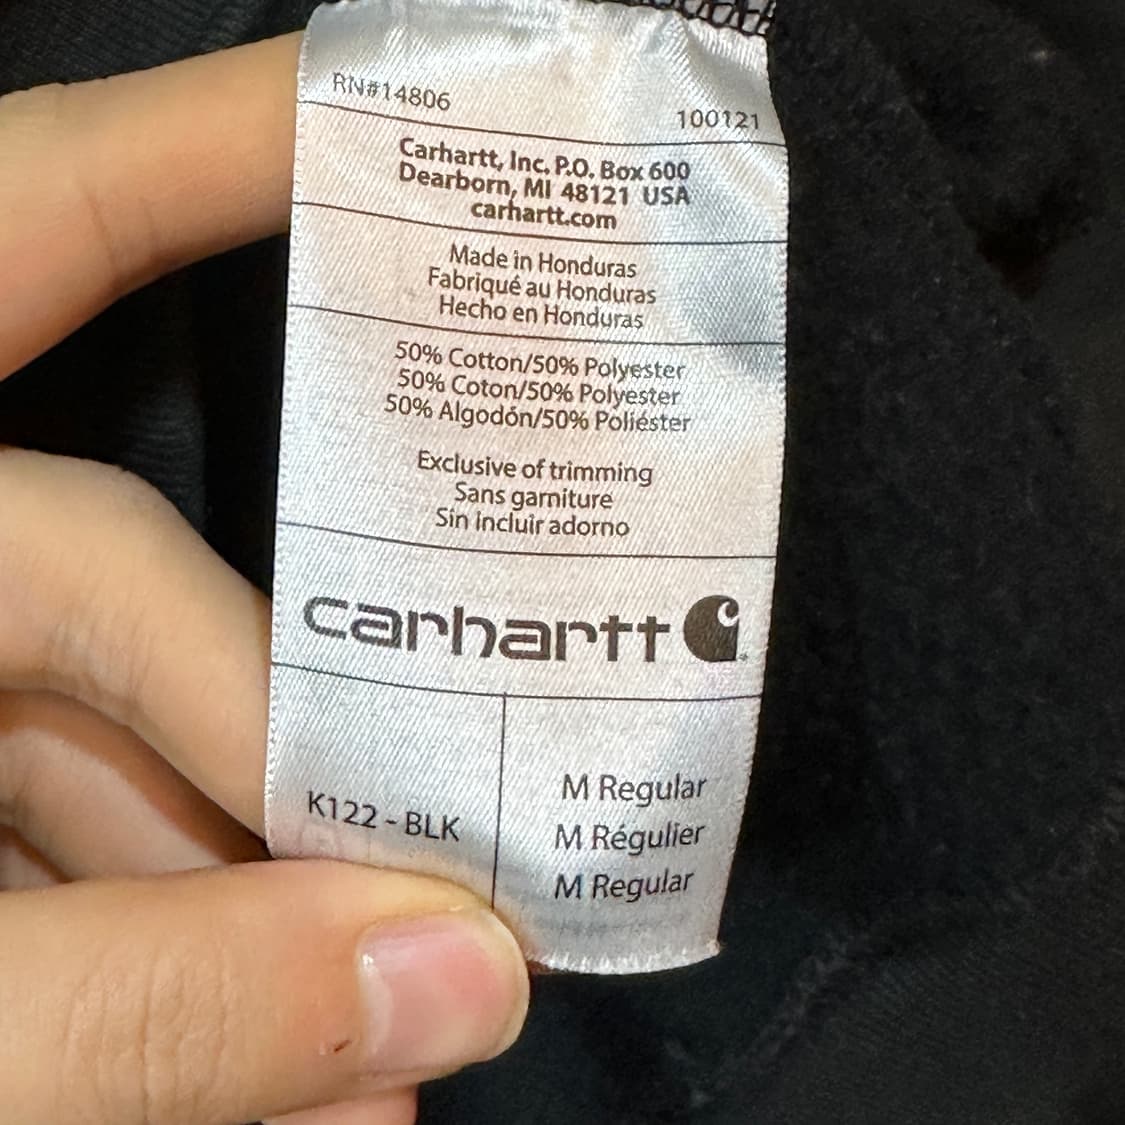 RN#14806
100121
Carhartt, Inc. P.O. Box 600
Dearborn, MI 48121 USA
carhartt.com
Made in Honduras
Fabriqué au Honduras
Hecho en Honduras
50% Cotton/50% Polyester
50% Coton/50% Polyester
50% Algodón/50% Poliéster
Exclusive of trimming
Sans garniture
Sin incluir adorno
carhartt
K122 - BLK
M Regular
M Régulier
M Regular